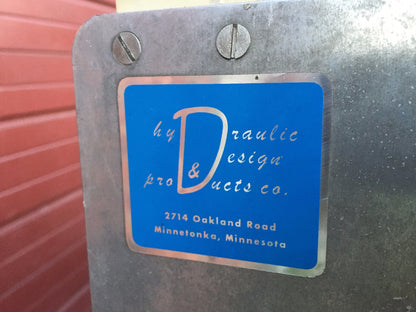 hyDraulic
Design
& proDucts co.
2714 Oakland Road
Minnetonka, Minnesota